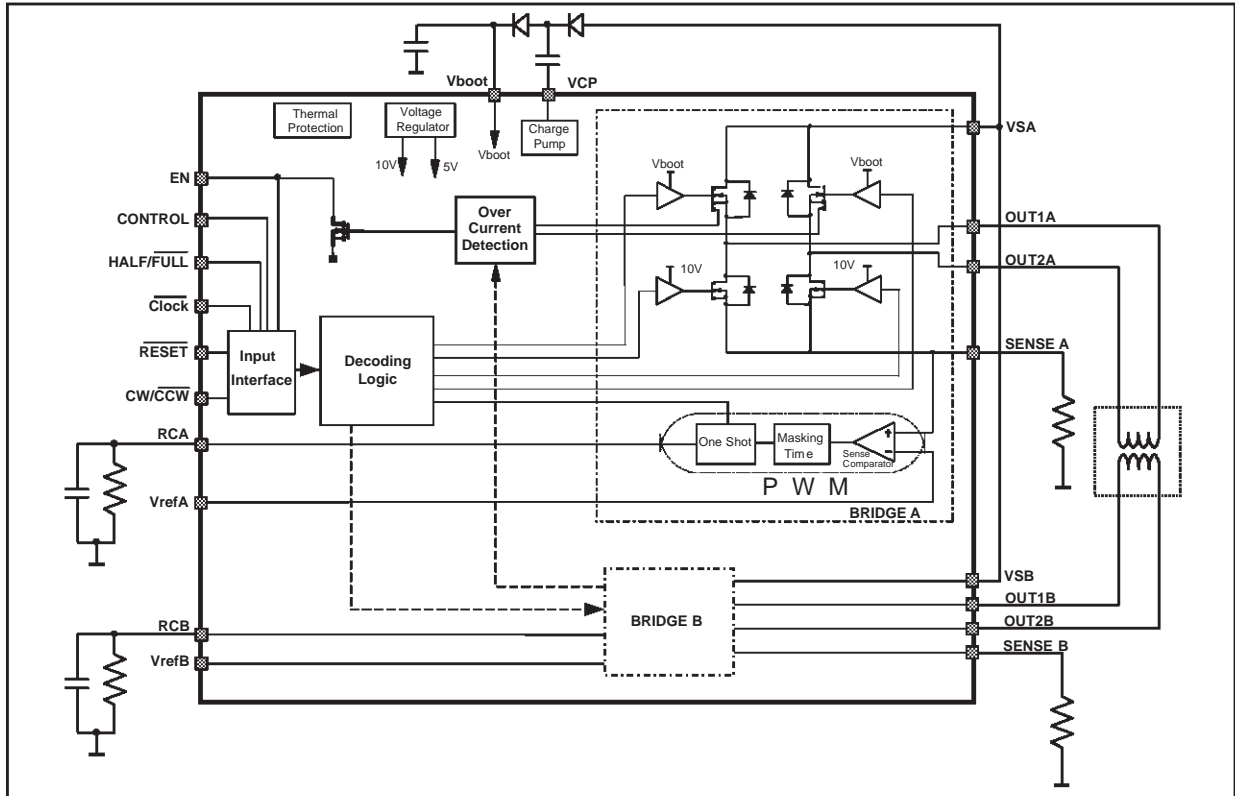 Vboot
VCP
Thermal
Protection
Voltage
Regulator
10V
5V
Vboot
Charge
Pump
VSA
EN
CONTROL
HALF/FULL
Clock
RESET
CW/CCW
RCA
VrefA
Over
Current
Detection
Vboot
Vboot
10V
10V
OUT1A
OUT2A
SENSE A
Input
Interface
Decoding
Logic
One Shot
Masking
Time
+
−
Sense
Comparator
P W M
BRIDGE A
BRIDGE B
VSB
OUT1B
OUT2B
SENSE B
RCB
VrefB